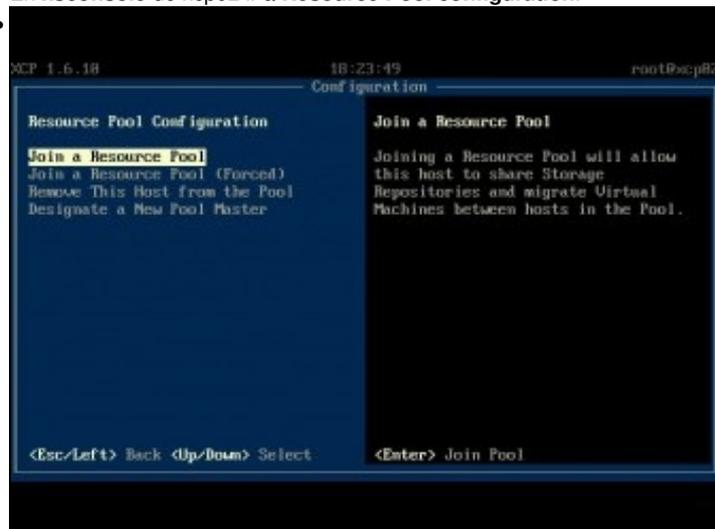 XCP 1.6.10 18:23:49 root@xcp02
Configuration
Resource Pool Configuration
Join a Resource Pool
Join a Resource Pool (Forced)
Remove This Host from the Pool
Designate a New Pool Master
<Esc/Left> Back <Up/Down> Select
Join a Resource Pool
Joining a Resource Pool will allow
this host to share Storage
Repositories and migrate Virtual
Machines between hosts in the Pool.
<Enter> Join Pool